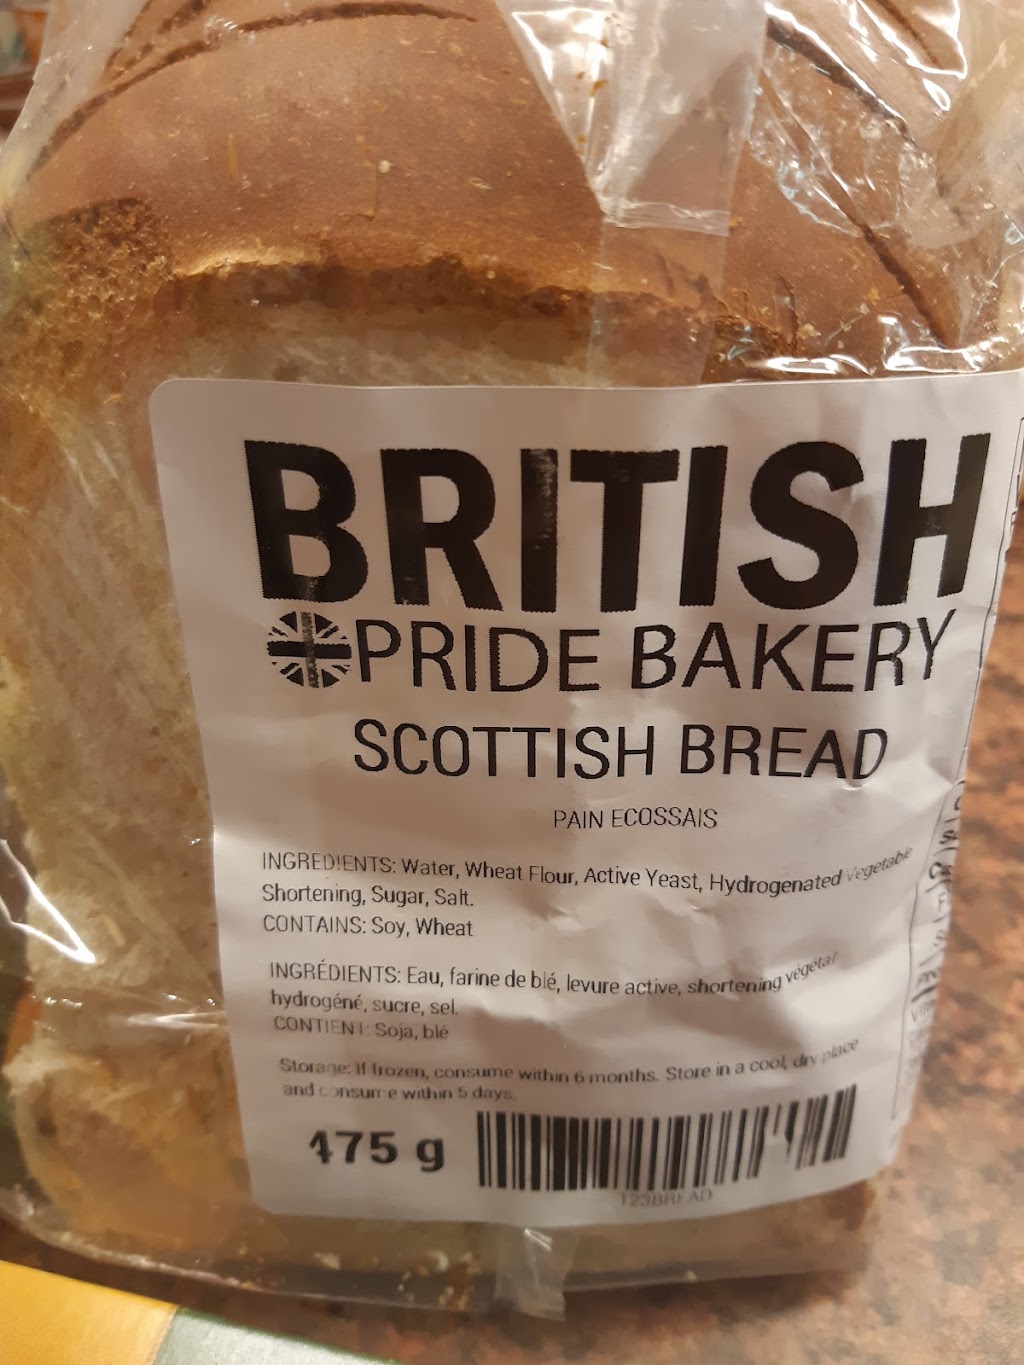 BRITISH
PRIDE BAKERY
SCOTTISH BREAD
PAIN ECOSSAIS
INGREDIENTS: Water, Wheat Flour, Active Yeast, Hydrogenated Vegetable
Shortening, Sugar, Salt.
CONTAINS: Soy, Wheat
INGRÉDIENTS: Eau, farine de blé, levure active, shortening végétal
hydrogéné, sucre, sel.
CONTIENT: Soja, blé
Storage: If frozen, consume within 6 months. Store in a cool, dry place
and consume within 5 days.
475 g
123BREAD